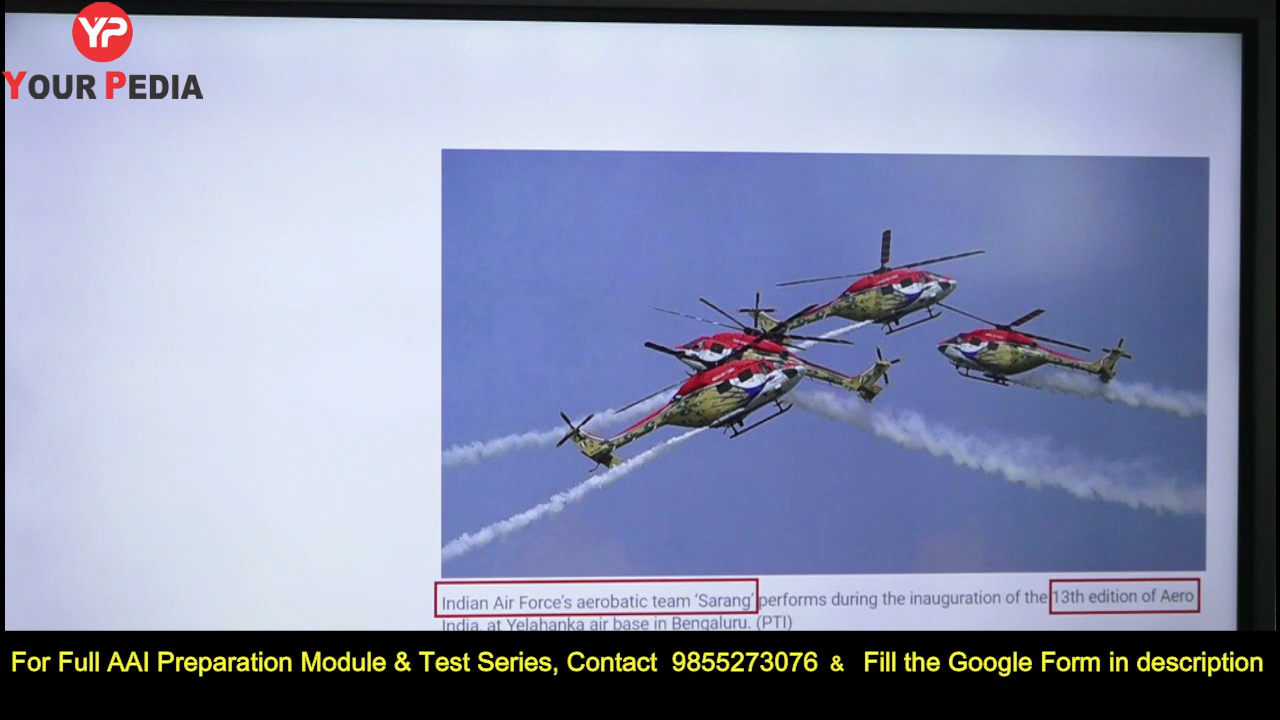 YP
YOUR PEDIA
Indian Air Force's aerobatic team 'Sarang' performs during the inauguration of the 13th edition of Aero
India, at Yelahanka air base in Bengaluru. (PTI)
For Full AAI Preparation Module & Test Series, Contact 9855273076 & Fill the Google Form in description